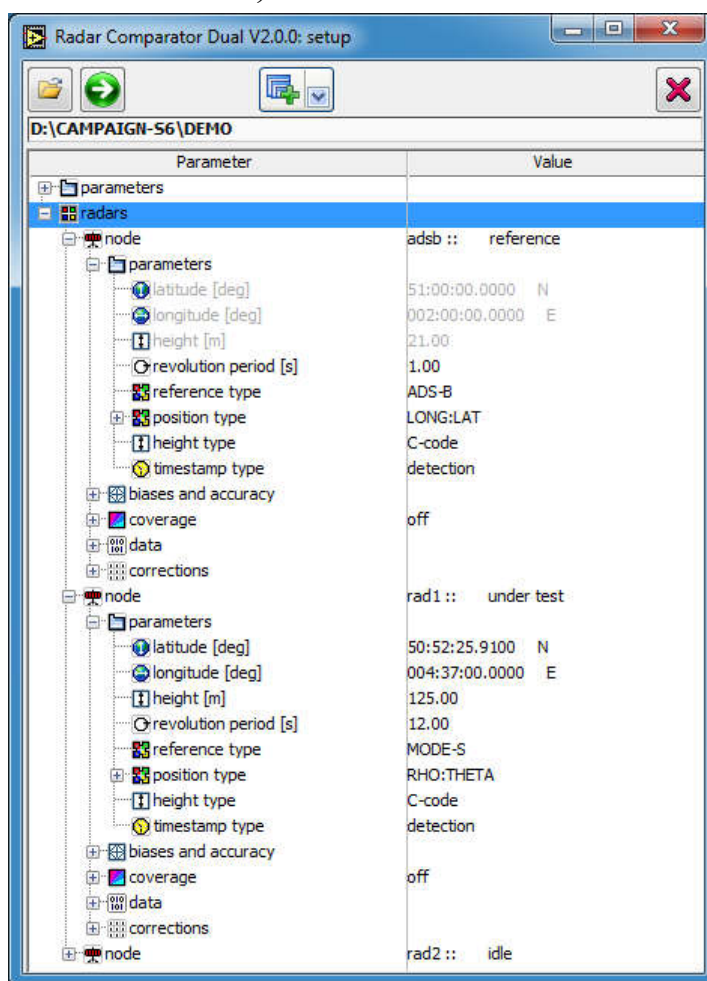 Radar Comparator Dual V2.0.0: setup
D:\CAMPAIGN-S6\DEMO
Parameter Value
parameters
radars
node adsb :: reference
parameters
latitude [deg] 51:00:00.0000 N
longitude [deg] 002:00:00.0000 E
height [m] 21.00
revolution period [s] 1.00
reference type ADS-B
position type LONG:LAT
height type C-code
timestamp type detection
biases and accuracy
coverage off
data
corrections
node rad1 :: under test
parameters
latitude [deg] 50:52:25.9100 N
longitude [deg] 004:37:00.0000 E
height [m] 125.00
revolution period [s] 12.00
reference type MODE-S
position type RHO:THETA
height type C-code
timestamp type detection
biases and accuracy
coverage off
data
corrections
node rad2 :: idle